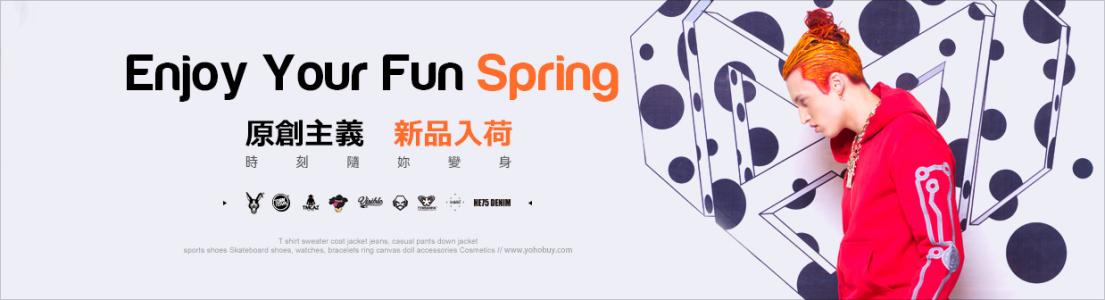 Enjoy Your Fun Spring
原創主義 新品入荷
時刻隨妳變身
Visible NE75 DENIM
T shirt sweater coat jacket jeans, casual pants down jacket
sports shoes Skateboard shoes, watches, bracelets ring canvas doll accessories Cosmetics // www.yohobuy.com